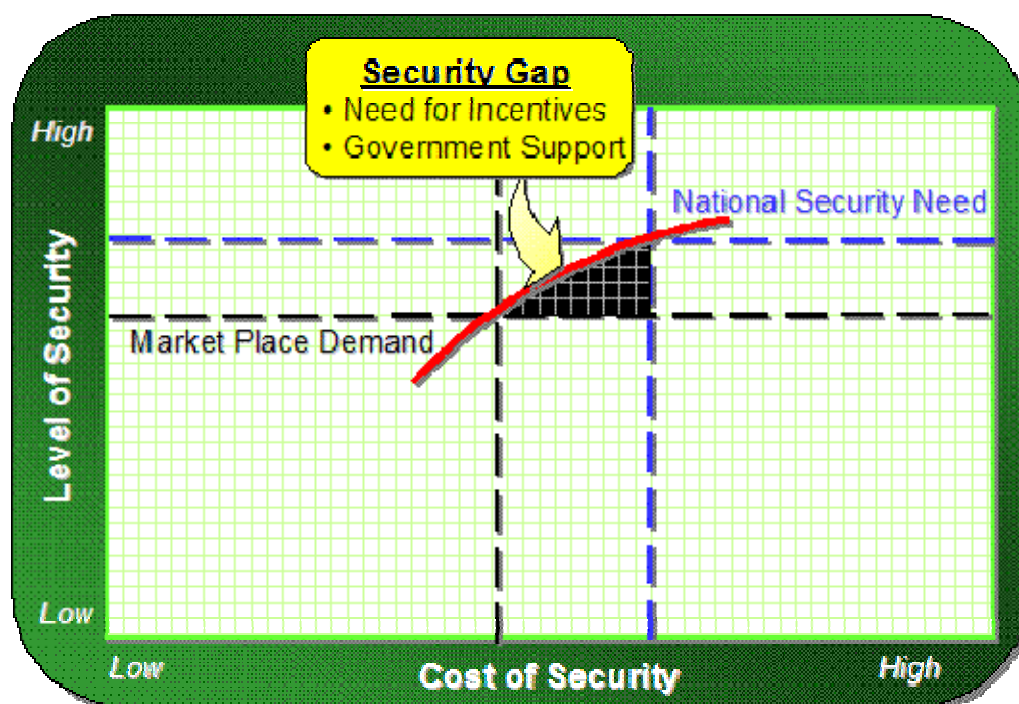 Security Gap
• Need for Incentives
• Government Support
High
National Security Need
Level of Security
Market Place Demand
Low
Low
Cost of Security
High